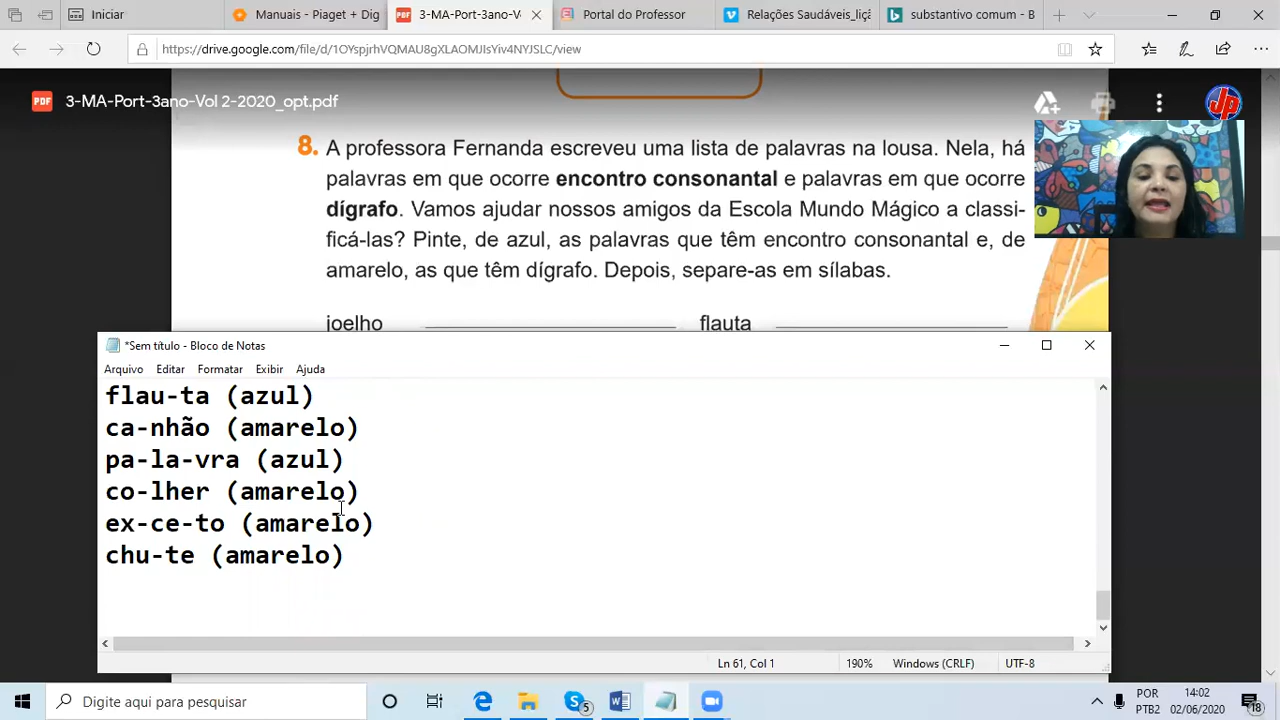 Iniciar
Manuais - Piaget + Dig
3-MA-Port-3ano-Vo
Portal do Professor
Relações Saudáveis_liçã
substantivo comum - B
https://drive.google.com/file/d/1OYspjrhVQMAU8gXLAOMJIsYiv4NYJSLC/view
PDF 3-MA-Port-3ano-Vol 2-2020_opt.pdf
JP
8. A professora Fernanda escreveu uma lista de palavras na lousa. Nela, há
palavras em que ocorre encontro consonantal e palavras em que ocorre
dígrafo. Vamos ajudar nossos amigos da Escola Mundo Mágico a classi-
ficá-las? Pinte, de azul, as palavras que têm encontro consonantal e, de
amarelo, as que têm dígrafo. Depois, separe-as em sílabas.
joelho flauta
*Sem título - Bloco de Notas
Arquivo Editar Formatar Exibir Ajuda
flau-ta (azul)
ca-nhão (amarelo)
pa-la-vra (azul)
co-lher (amarelo)
ex-ce-to (amarelo)
chu-te (amarelo)
Ln 61, Col 1 190% Windows (CRLF) UTF-8
Digite aqui para pesquisar
5
POR 14:02
PTB2 02/06/2020
18